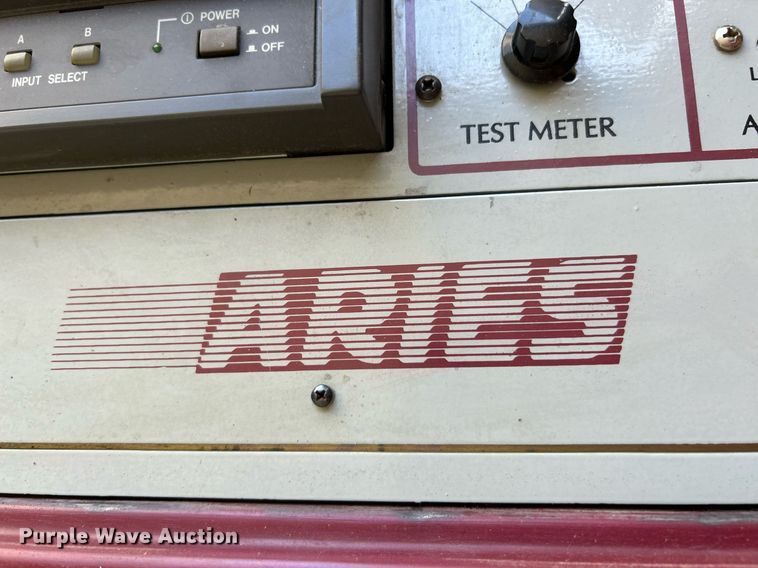 A
B
POWER
ON
OFF
INPUT SELECT
TEST METER
L
A
ARIES
Purple Wave Auction®